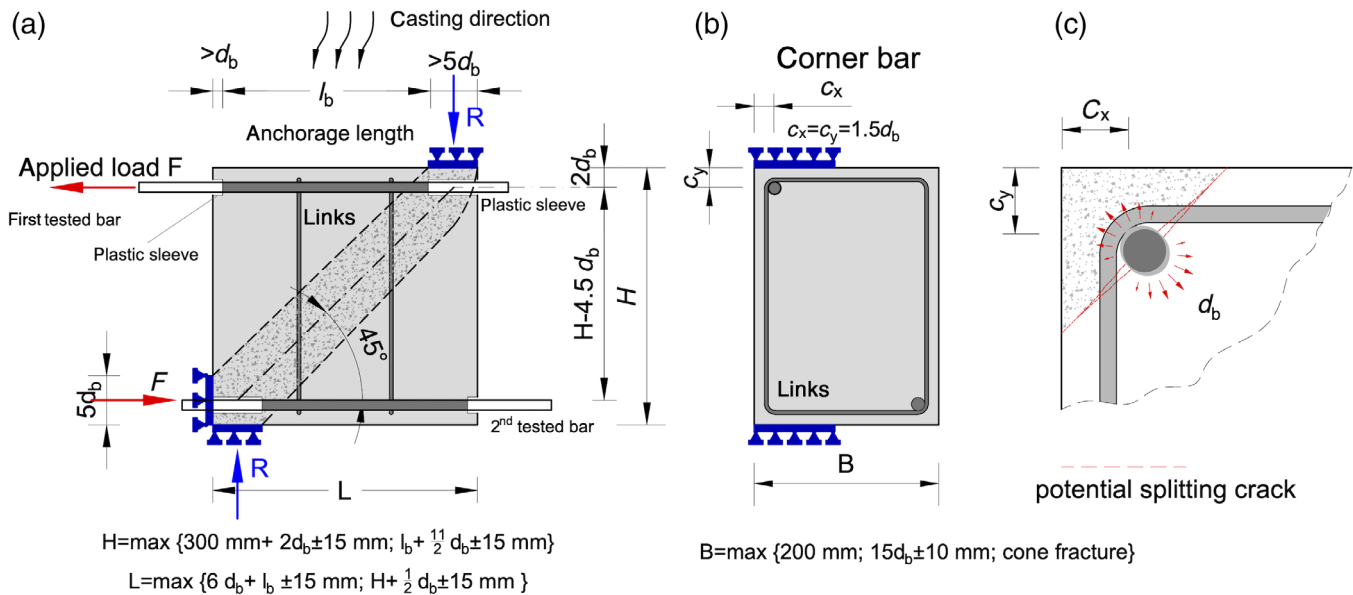 (a)
Casting direction
>d_b
l_b
>5d_b
R
Anchorage length
Applied load F
2d_b
First tested bar
Links
Plastic sleeve
Plastic sleeve
H-4.5 d_b
H
45°
5d_b
F
2nd tested bar
R
L
H=max {300 mm+ 2d_b±15 mm; l_b+ 11/2 d_b±15 mm}
L=max {6 d_b+ l_b ±15 mm; H+ 1/2 d_b±15 mm }
(b)
Corner bar
c_x
c_x=c_y=1.5d_b
c_y
Links
B
B=max {200 mm; 15d_b±10 mm; cone fracture}
(c)
C_x
c_y
d_b
potential splitting crack